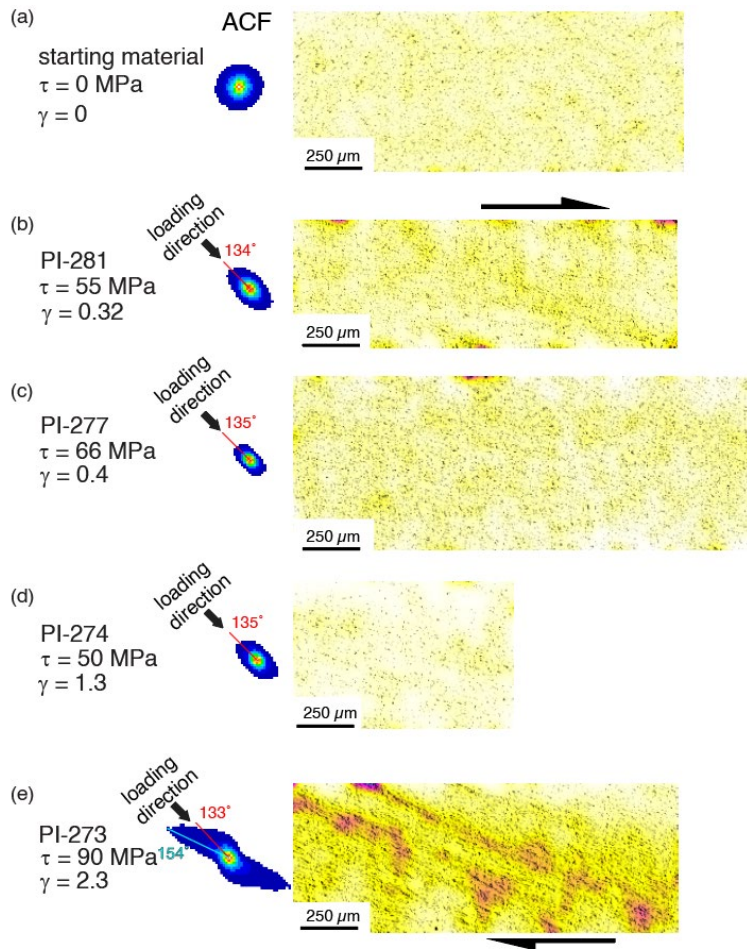 (a)
ACF
starting material
τ = 0 MPa
γ = 0
250 µm
(b)
loading
direction
134°
PI-281
τ = 55 MPa
γ = 0.32
250 µm
(c)
loading
direction
135°
PI-277
τ = 66 MPa
γ = 0.4
250 µm
(d)
loading
direction
135°
PI-274
τ = 50 MPa
γ = 1.3
250 µm
(e)
loading
direction
133°
154°
PI-273
τ = 90 MPa
γ = 2.3
250 µm